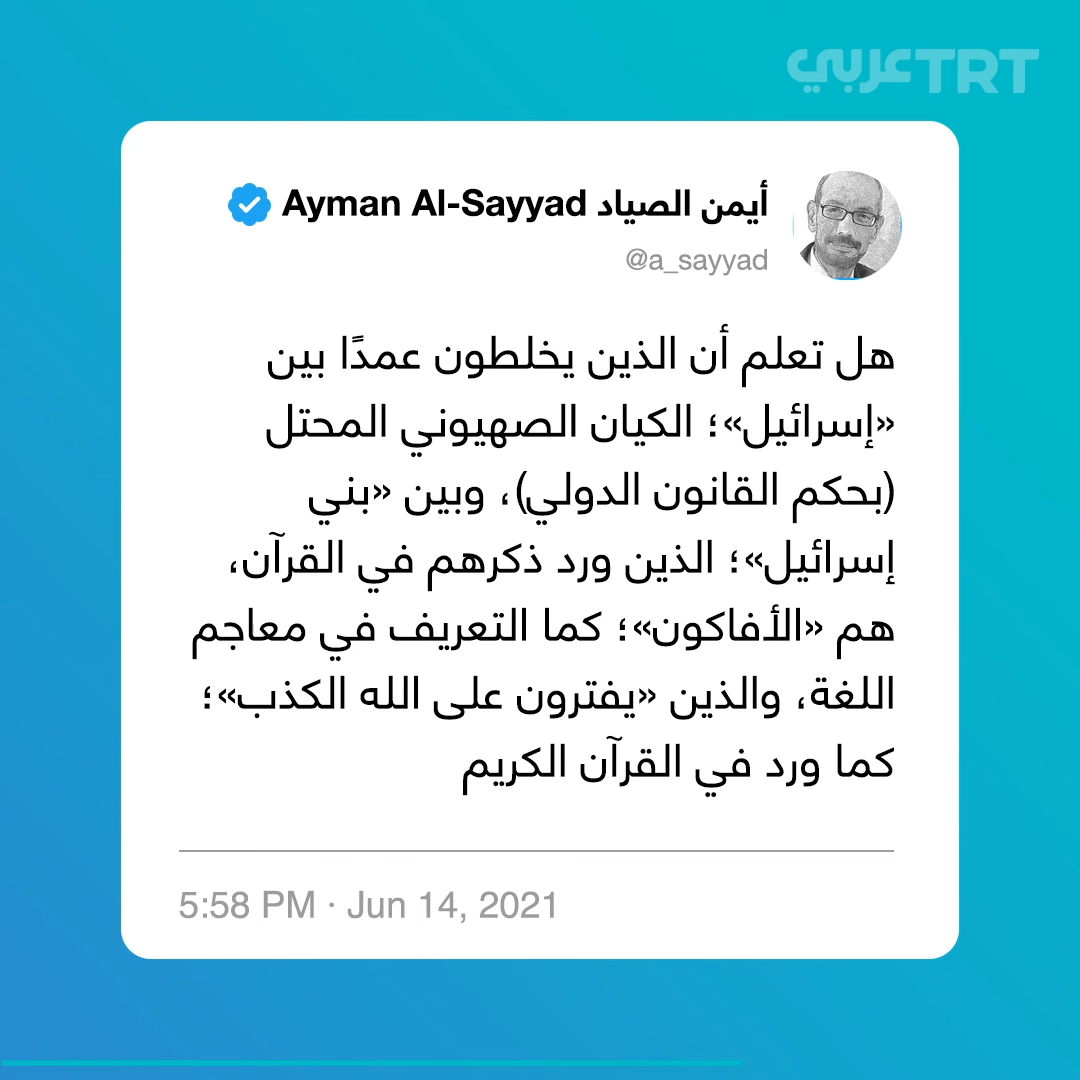 TRT عربي
أيمن الصياد Ayman Al-Sayyad
@a_sayyad
هل تعلم أن الذين يخلطون عمدًا بين
«إسرائيل»؛ الكيان الصهيوني المحتل
(بحكم القانون الدولي)، وبين «بني
إسرائيل»؛ الذين ورد ذكرهم في القرآن،
هم «الأفاكون»؛ كما التعريف في معاجم
اللغة، والذين «يفترون على الله الكذب»؛
كما ورد في القرآن الكريم
5:58 PM · Jun 14, 2021